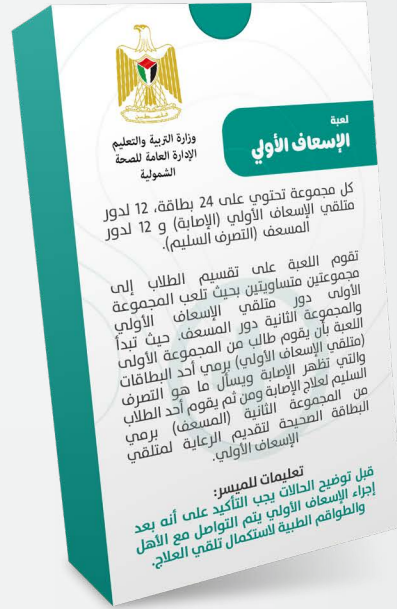 فلسطين
وزارة التربية والتعليم
الإدارة العامة للصحة
الشمولية
لعبة
الإسعاف الأولي
كل مجموعة تحتوي على 24 بطاقة، 12 لدور
متلقي الإسعاف الأولي (الإصابة) و 12 لدور
المسعف (التصرف السليم).
تقوم اللعبة على تقسيم الطلاب إلى
مجموعتين متساويتين بحيث تلعب المجموعة
الأولى دور متلقي الإسعاف الأولي
والمجموعة الثانية دور المسعف، حيث تبدأ
اللعبة بأن يقوم طالب من المجموعة الأولى
(متلقي الإسعاف الأولي) برمي أحد البطاقات
والتي تظهر الإصابة ويسأل ما هو التصرف
السليم لعلاج الإصابة ومن ثم يقوم أحد الطلاب
من المجموعة الثانية (المسعف) برمي
البطاقة الصحيحة لتقديم الرعاية لمتلقي
الإسعاف الأولي.
تعليمات للميسر:
قبل توضيح الحالات يجب التأكيد على أنه بعد
إجراء الإسعاف الأولي يتم التواصل مع الأهل
والطواقم الطبية لاستكمال تلقي العلاج.